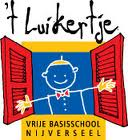 't Luikertje
VRIJE BASISSCHOOL
NIJVERSEEL